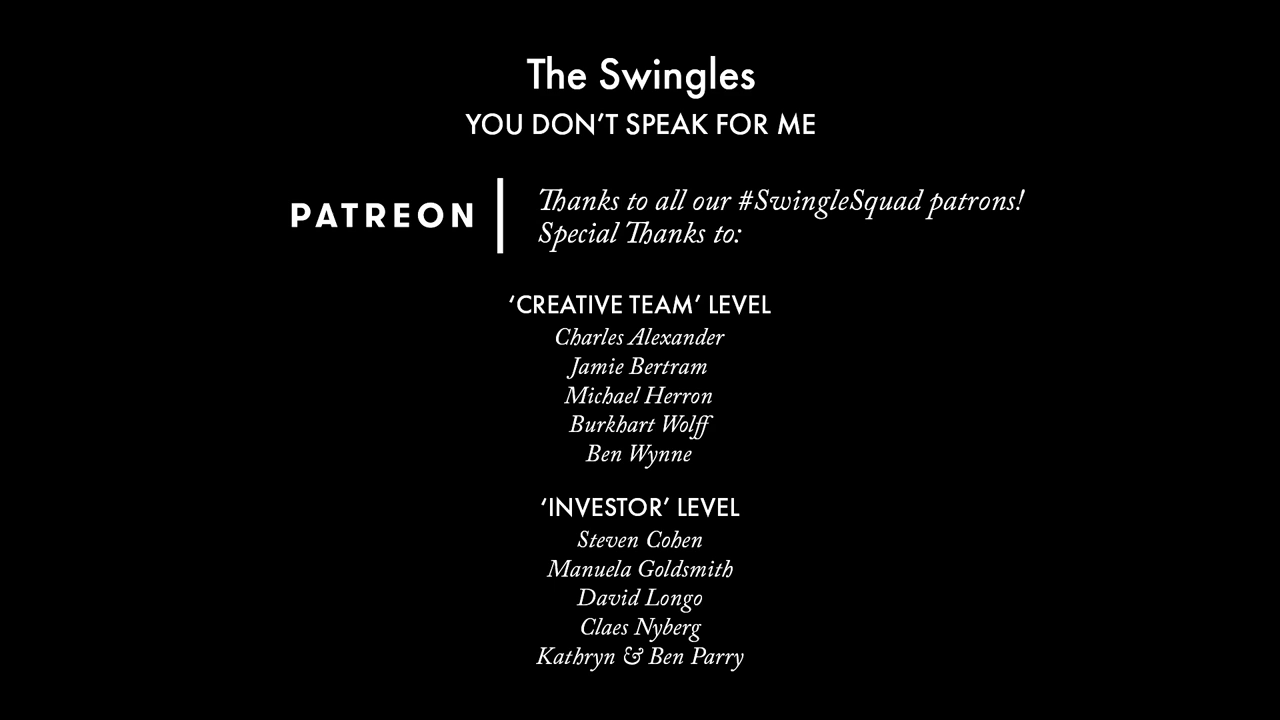 The Swingles
YOU DON’T SPEAK FOR ME
PATREON
Thanks to all our #SwingleSquad patrons!
Special Thanks to:
‘CREATIVE TEAM’ LEVEL
Charles Alexander
Jamie Bertram
Michael Herron
Burkhart Wolff
Ben Wynne
‘INVESTOR’ LEVEL
Steven Cohen
Manuela Goldsmith
David Longo
Claes Nyberg
Kathryn & Ben Parry